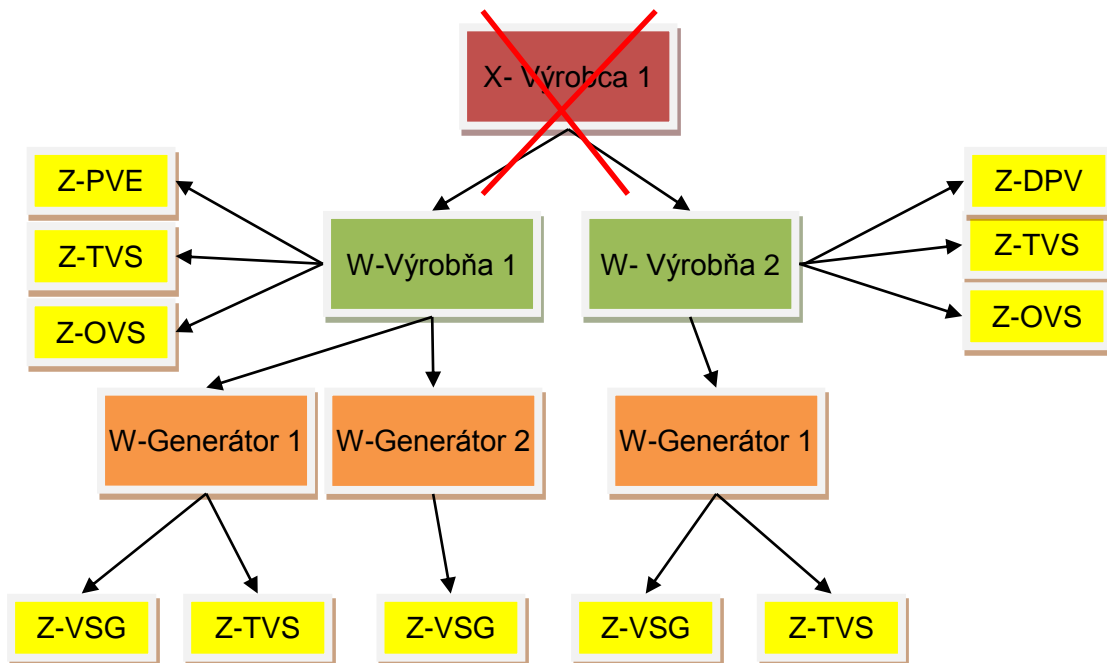 X- Výrobca 1
Z-PVE
Z-DPV
Z-TVS
W-Výrobňa 1
W- Výrobňa 2
Z-TVS
Z-OVS
Z-OVS
W-Generátor 1
W-Generátor 2
W-Generátor 1
Z-VSG
Z-TVS
Z-VSG
Z-VSG
Z-TVS